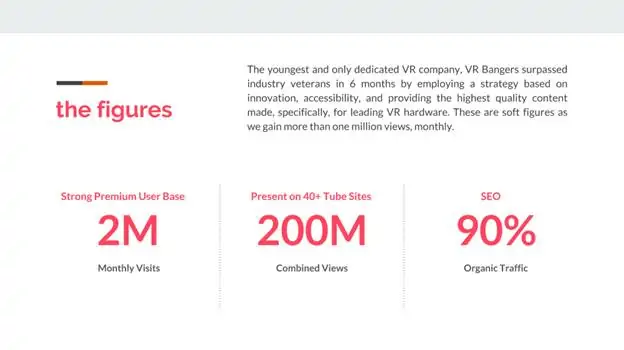 The youngest and only dedicated VR company, VR Bangers surpassed
industry veterans in 6 months by employing a strategy based on
innovation, accessibility, and providing the highest quality content
made, specifically, for leading VR hardware. These are soft figures as
we gain more than one million views, monthly.
the figures
Strong Premium User Base
2M
Monthly Visits
Present on 40+ Tube Sites
200M
Combined Views
SEO
90%
Organic Traffic